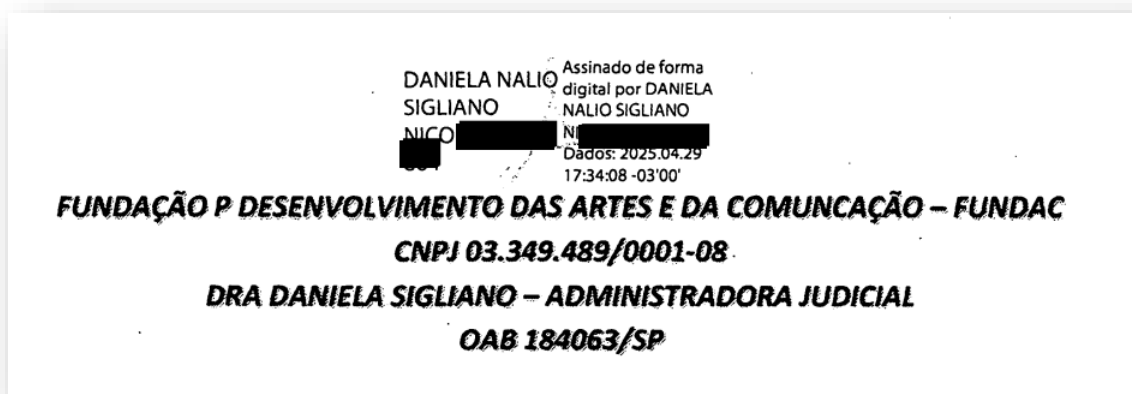 DANIELA NALIO
SIGLIANO
Assinado de forma
digital por DANIELA
NALIO SIGLIANO
Dados: 2025.04.29
17:34:08 -03'00'
FUNDAÇÃO P DESENVOLVIMENTO DAS ARTES E DA COMUNCAÇÃO – FUNDAC
CNPJ 03.349.489/0001-08
DRA DANIELA SIGLIANO – ADMINISTRADORA JUDICIAL
OAB 184063/SP